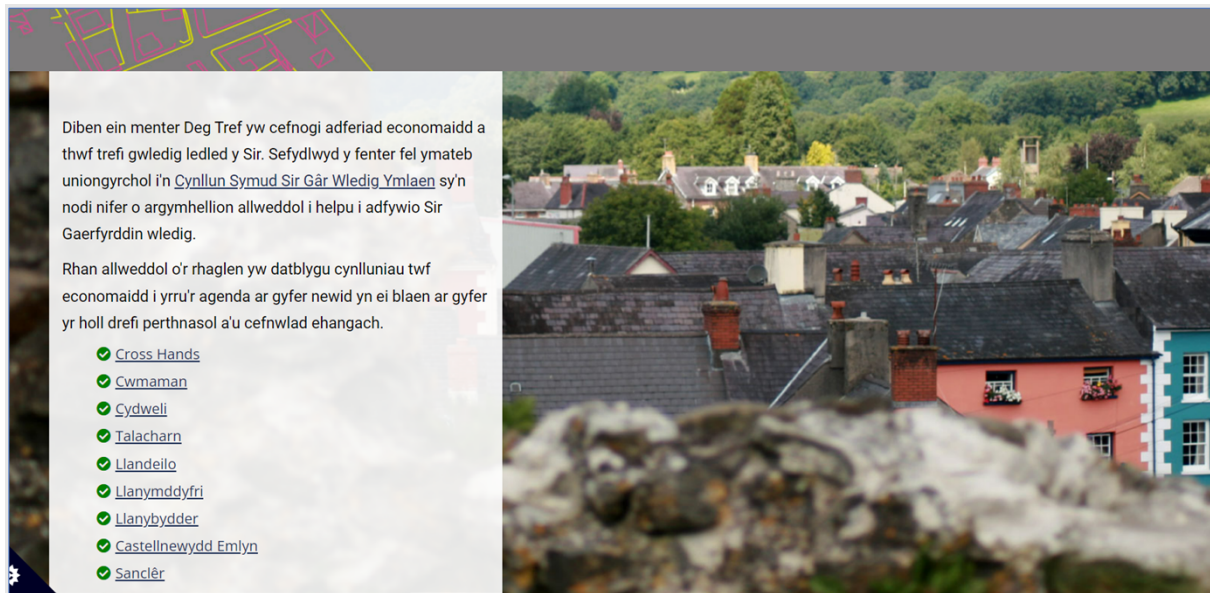 Diben ein menter Deg Tref yw cefnogi adferiad economaidd a
thwf trefi gwledig ledled y Sir. Sefydlwyd y fenter fel ymateb
uniongyrchol i'n Cynllun Symud Sir Gâr Wledig Ymlaen sy'n
nodi nifer o argymhellion allweddol i helpu i adfywio Sir
Gaerfyrddin wledig.
Rhan allweddol o'r rhaglen yw datblygu cynlluniau twf
economaidd i yrru'r agenda ar gyfer newid yn ei blaen ar gyfer
yr holl drefi perthnasol a'u cefnwlad ehangach.
Cross Hands
Cwmaman
Cydweli
Talacharn
Llandeilo
Llanymddyfri
Llanybydder
Castellnewydd Emlyn
Sanclêr